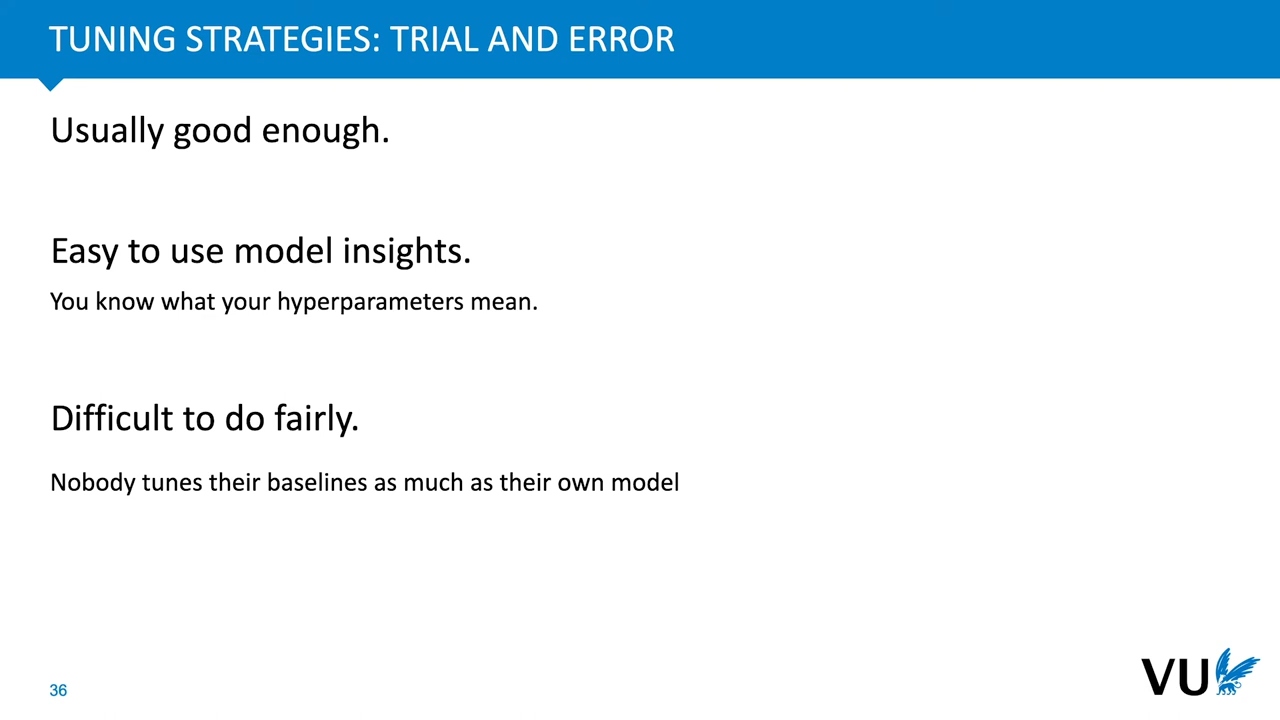 TUNING STRATEGIES: TRIAL AND ERROR
Usually good enough.
Easy to use model insights.
You know what your hyperparameters mean.
Difficult to do fairly.
Nobody tunes their baselines as much as their own model
36
VU